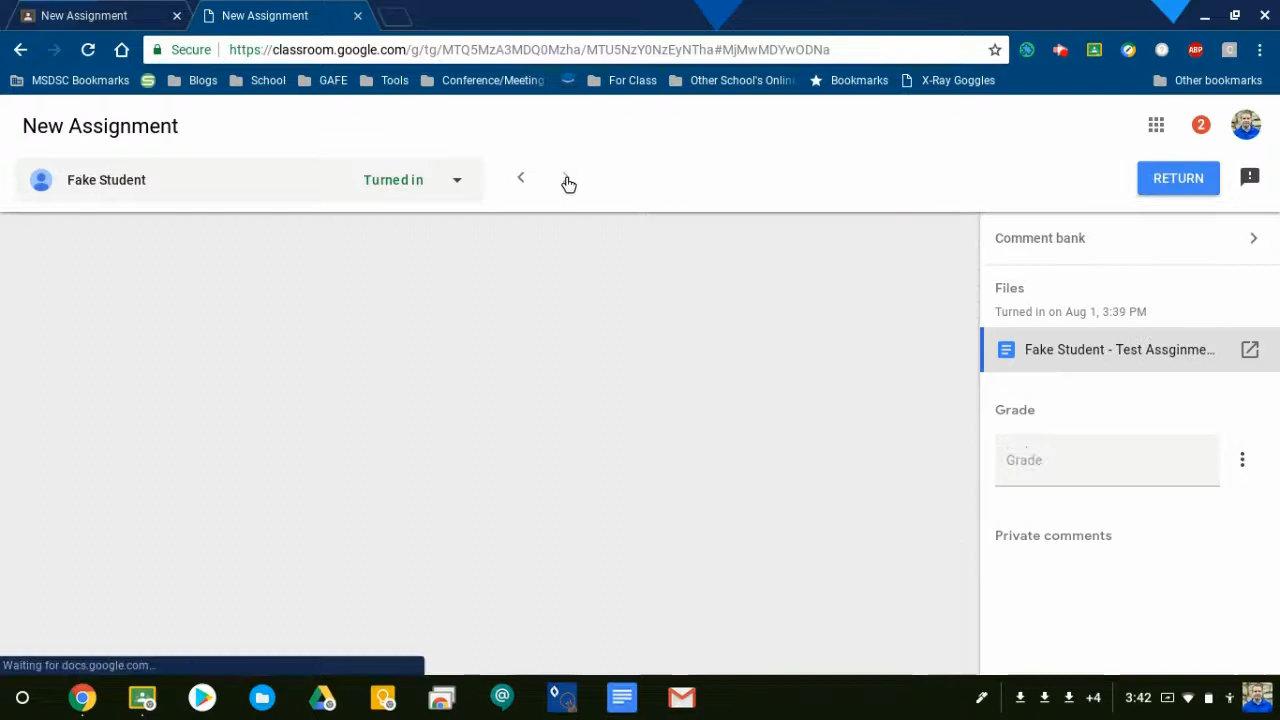 New Assignment
New Assignment
Secure
https://classroom.google.com/g/tg/MTQ5MzA3MDQ0Mzha/MTU5NzY0NzEyNTha#MjMwMDYwODNa
ABP
C
MSDSC Bookmarks
S
Blogs
School
GAFE
Tools
Conference/Meeting
For Class
Other School's Onlin
Bookmarks
X-Ray Goggles
Other bookmarks
New Assignment
2
Fake Student
Turned in
RETURN
Comment bank
Files
Turned in on Aug 1, 3:39 PM
Fake Student - Test Assginme...
Grade
Grade
Private comments
Waiting for docs.google.com...
+4
3:42